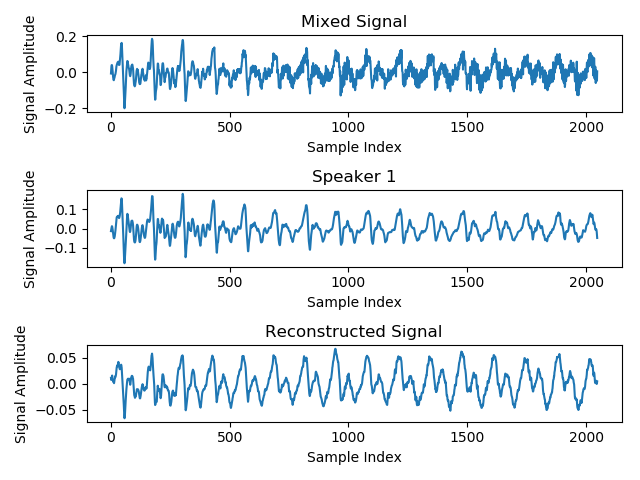 Mixed Signal
Signal Amplitude
0.2
0.0
−0.2
0 500 1000 1500 2000
Sample Index
Speaker 1
Signal Amplitude
0.1
0.0
−0.1
0 500 1000 1500 2000
Sample Index
Reconstructed Signal
Signal Amplitude
0.05
0.00
−0.05
0 500 1000 1500 2000
Sample Index